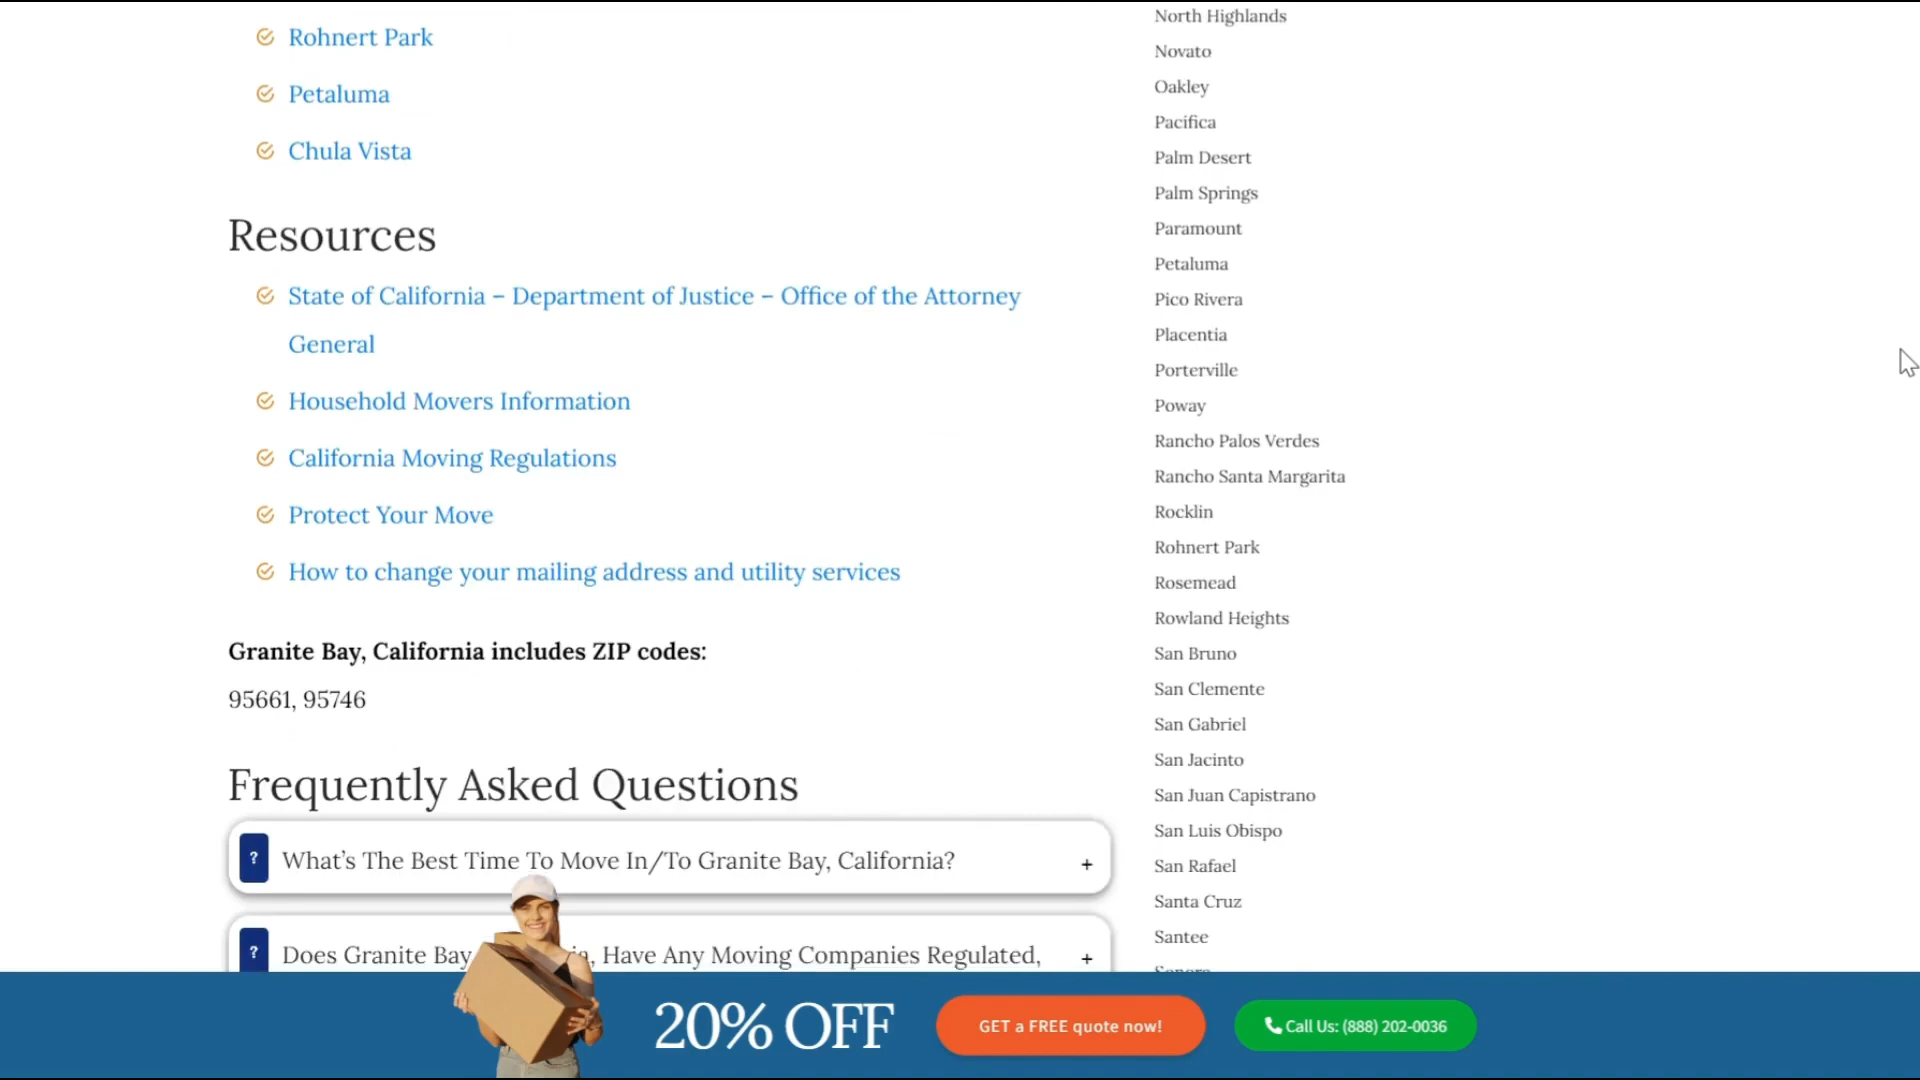 Rohnert Park
Petaluma
Chula Vista
Resources
State of California – Department of Justice – Office of the Attorney
General
Household Movers Information
California Moving Regulations
Protect Your Move
How to change your mailing address and utility services
Granite Bay, California includes ZIP codes:
95661, 95746
Frequently Asked Questions
? What's The Best Time To Move In/To Granite Bay, California? +
? Does Granite Bay Have Any Moving Companies Regulated, +
North Highlands
Novato
Oakley
Pacifica
Palm Desert
Palm Springs
Paramount
Petaluma
Pico Rivera
Placentia
Porterville
Poway
Rancho Palos Verdes
Rancho Santa Margarita
Rocklin
Rohnert Park
Rosemead
Rowland Heights
San Bruno
San Clemente
San Gabriel
San Jacinto
San Juan Capistrano
San Luis Obispo
San Rafael
Santa Cruz
Santee
20% OFF
GET a FREE quote now!
Call Us: (888) 202-0036